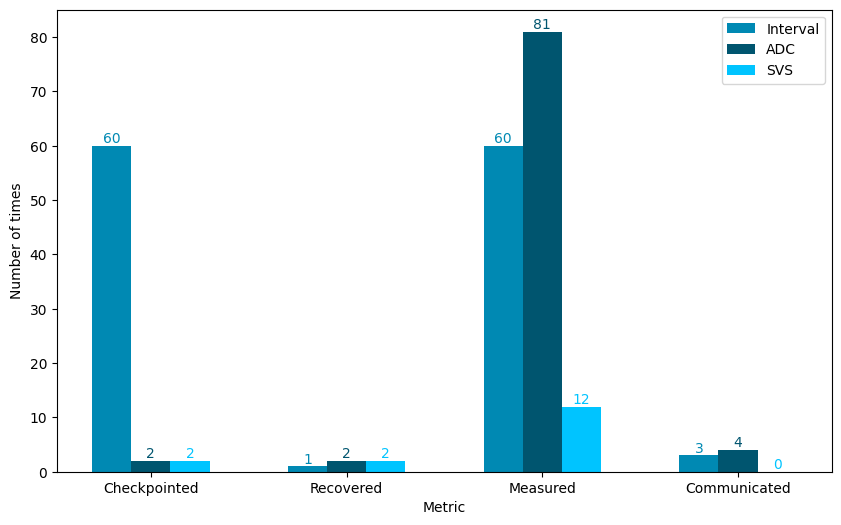 Interval
ADC
SVS
Number of times
80
70
60
50
40
30
20
10
0
60
2
2
1
2
2
60
81
12
3
4
0
Checkpointed
Recovered
Measured
Communicated
Metric